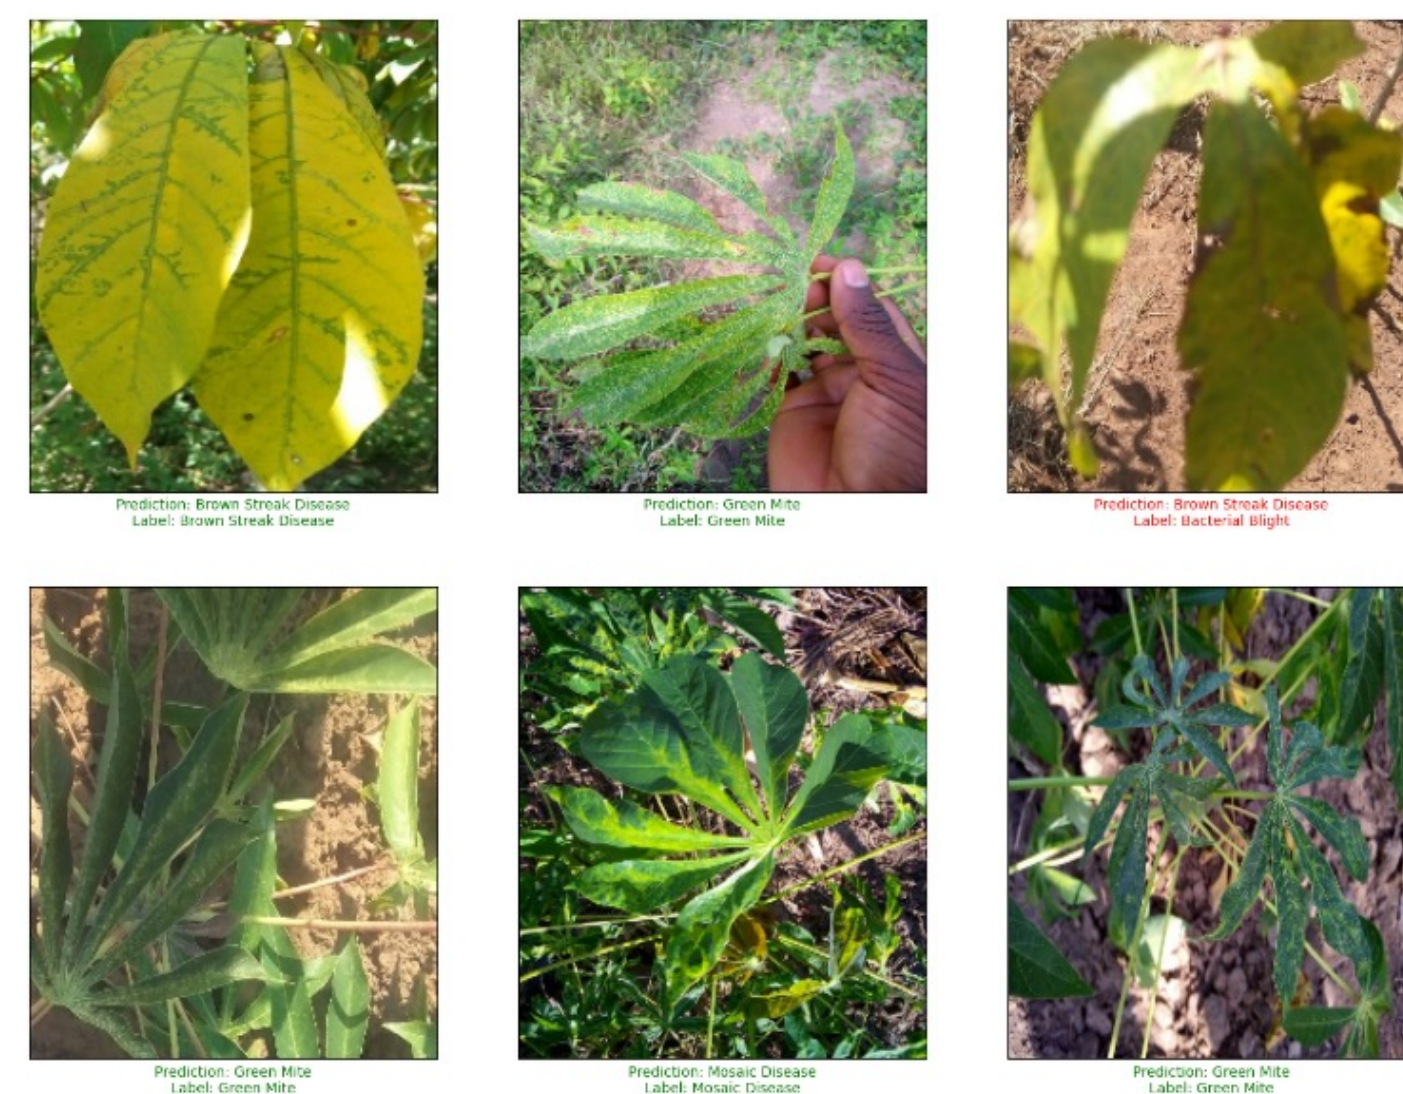 Prediction: Brown Streak Disease
Label: Brown Streak Disease
Prediction: Green Mite
Label: Green Mite
Prediction: Brown Streak Disease
Label: Bacterial Blight
Prediction: Green Mite
Label: Green Mite
Prediction: Mosaic Disease
Label: Mosaic Disease
Prediction: Green Mite
Label: Green Mite